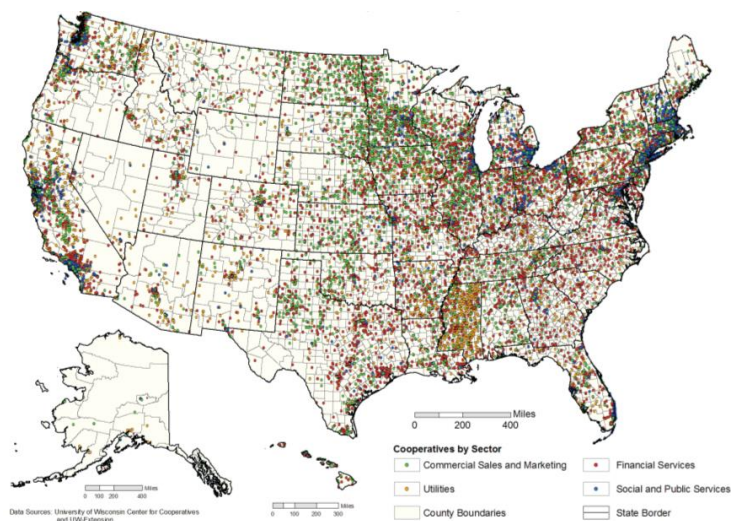 Miles
0 100 200 400
Cooperatives by Sector
Commercial Sales and Marketing
Financial Services
Utilities
Social and Public Services
County Boundaries
State Border
Miles
0 100 200 400
Miles
0 50 100 200 300
Data Sources: University of Wisconsin Center for Cooperatives
and UW-Extension